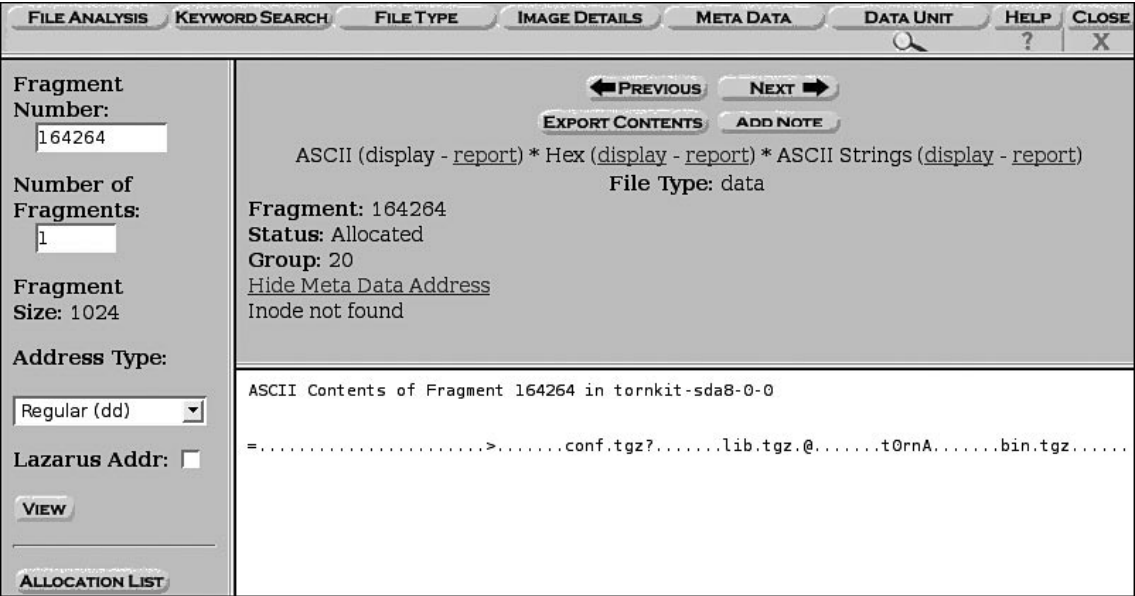 FILE ANALYSIS KEYWORD SEARCH FILE TYPE IMAGE DETAILS META DATA DATA UNIT HELP CLOSE
? X
Fragment
Number:
164264
Number of
Fragments:
1
Fragment
Size: 1024
Address Type:
Regular (dd)
Lazarus Addr:
VIEW
ALLOCATION LIST
PREVIOUS NEXT
EXPORT CONTENTS ADD NOTE
ASCII (display - report) * Hex (display - report) * ASCII Strings (display - report)
File Type: data
Fragment: 164264
Status: Allocated
Group: 20
Hide Meta Data Address
Inode not found
ASCII Contents of Fragment 164264 in tornkit-sda8-0-0
=.......................>.......conf.tgz?.......lib.tgz.@.......t0rnA.......bin.tgz......